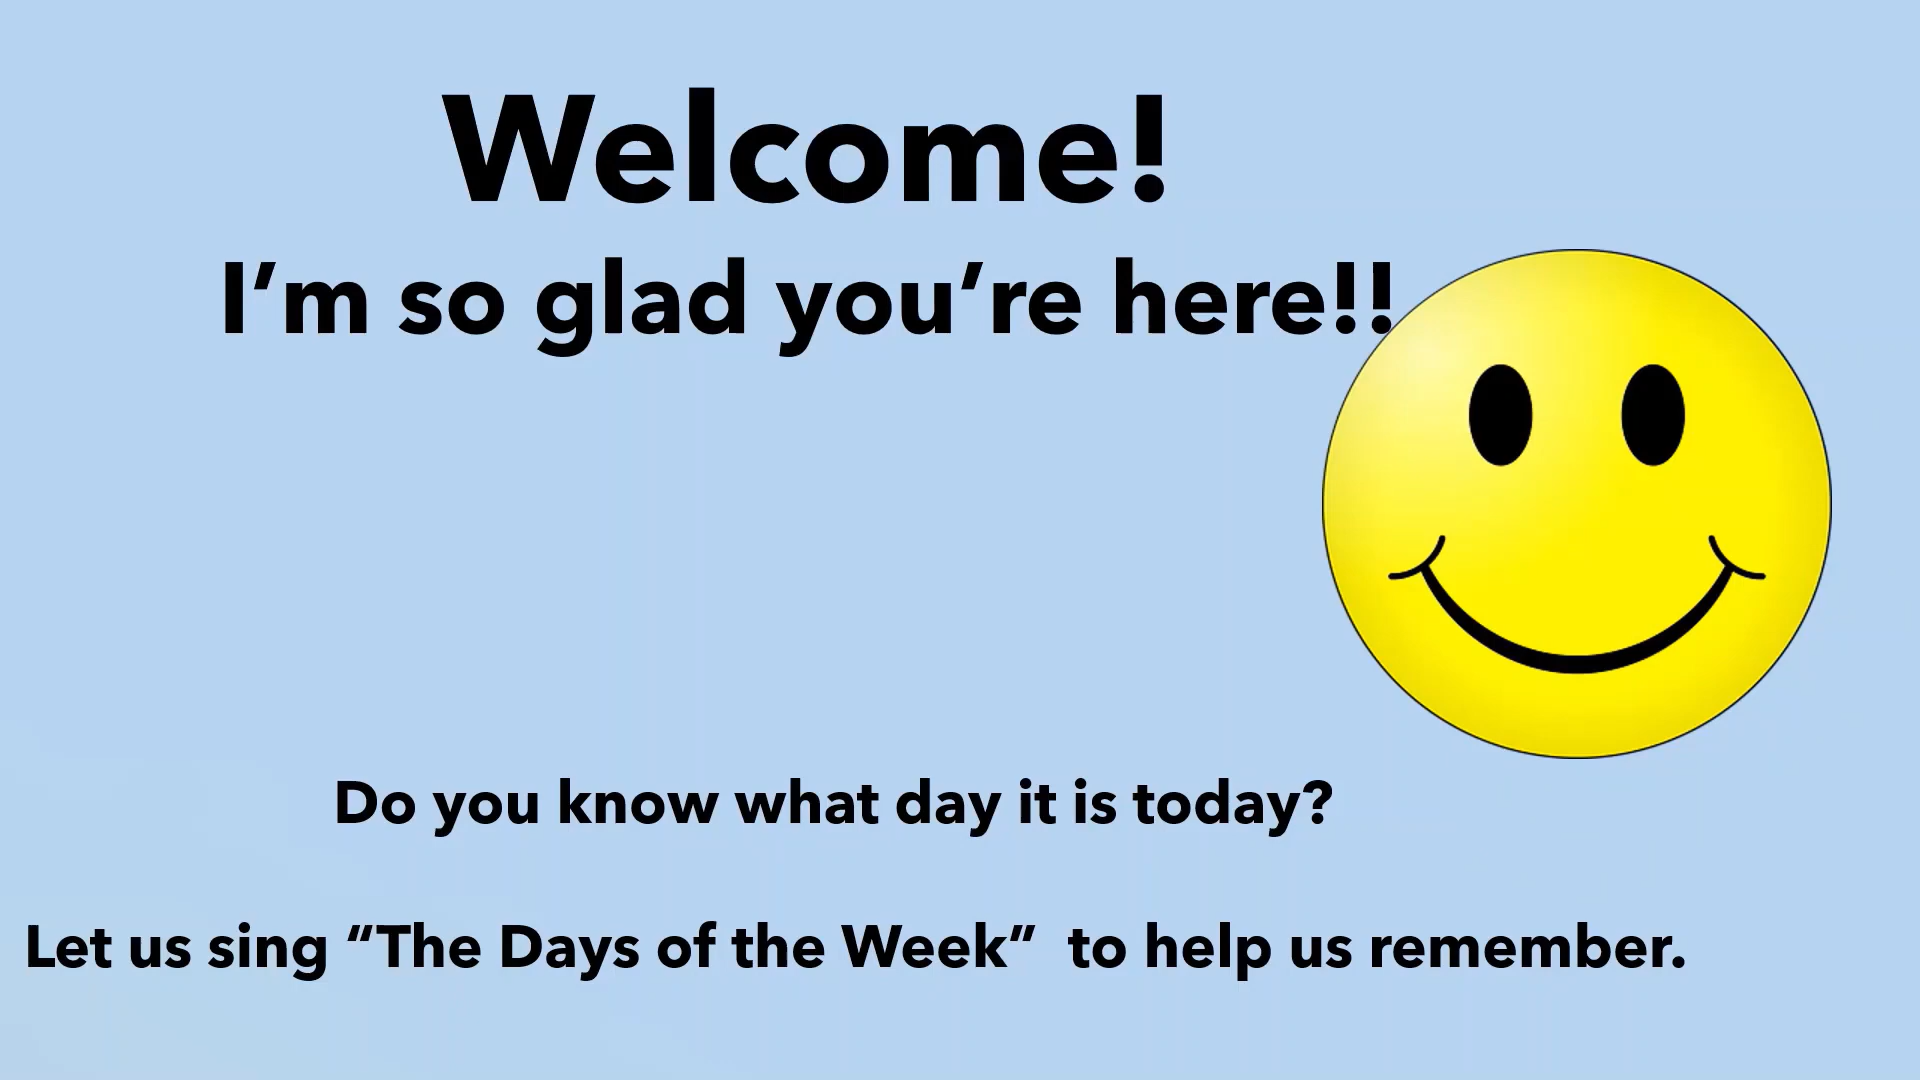 Welcome!
I’m so glad you’re here!!
Do you know what day it is today?
Let us sing “The Days of the Week”  to help us remember.